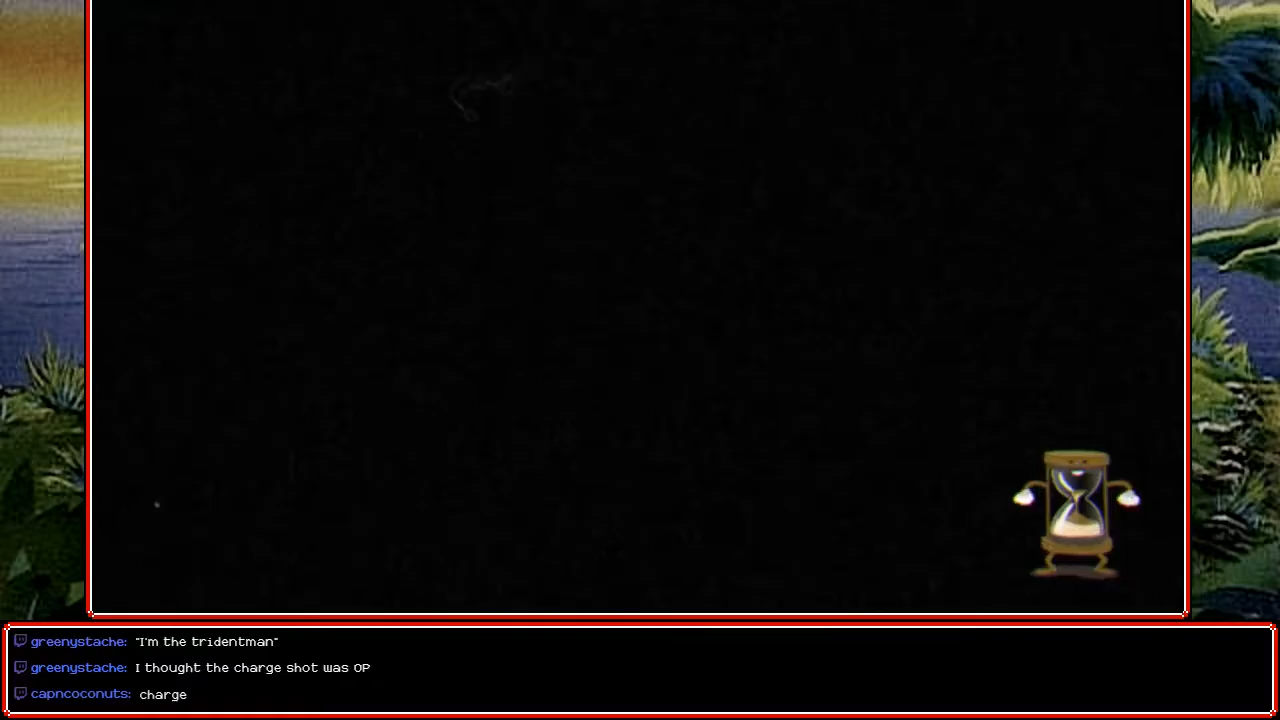 greenystache: "I'm the tridentman"
greenystache: I thought the charge shot was OP
capncoconuts: charge